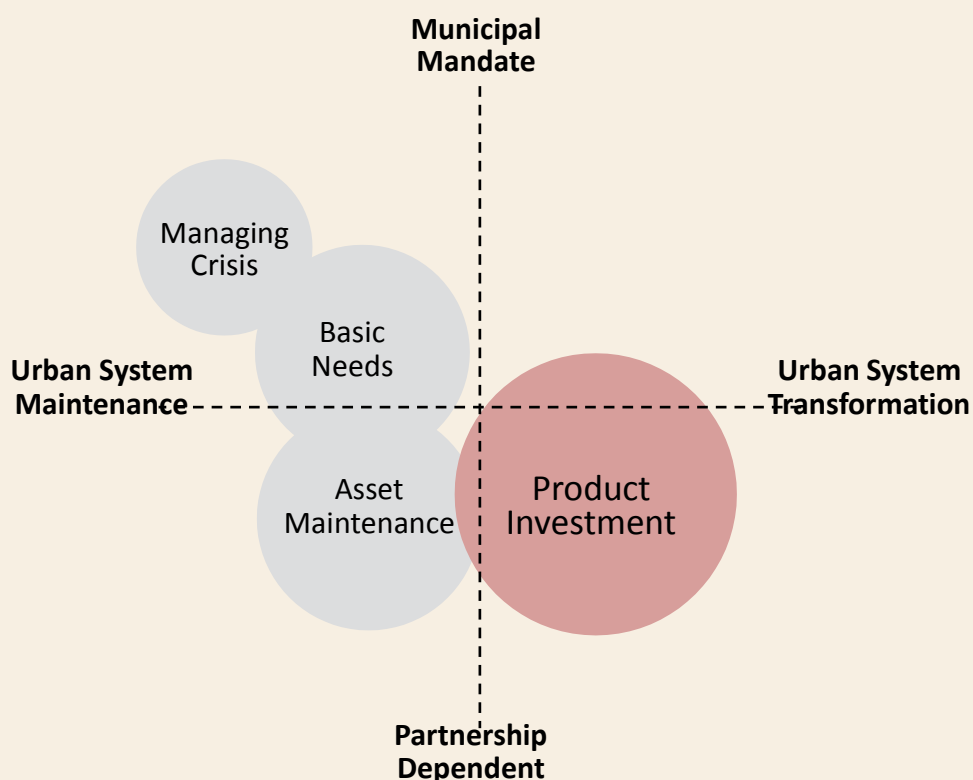 Municipal
Mandate
Managing
Crisis
Basic
Needs
Urban System
Maintenance
Urban System
Transformation
Asset
Maintenance
Product
Investment
Partnership
Dependent